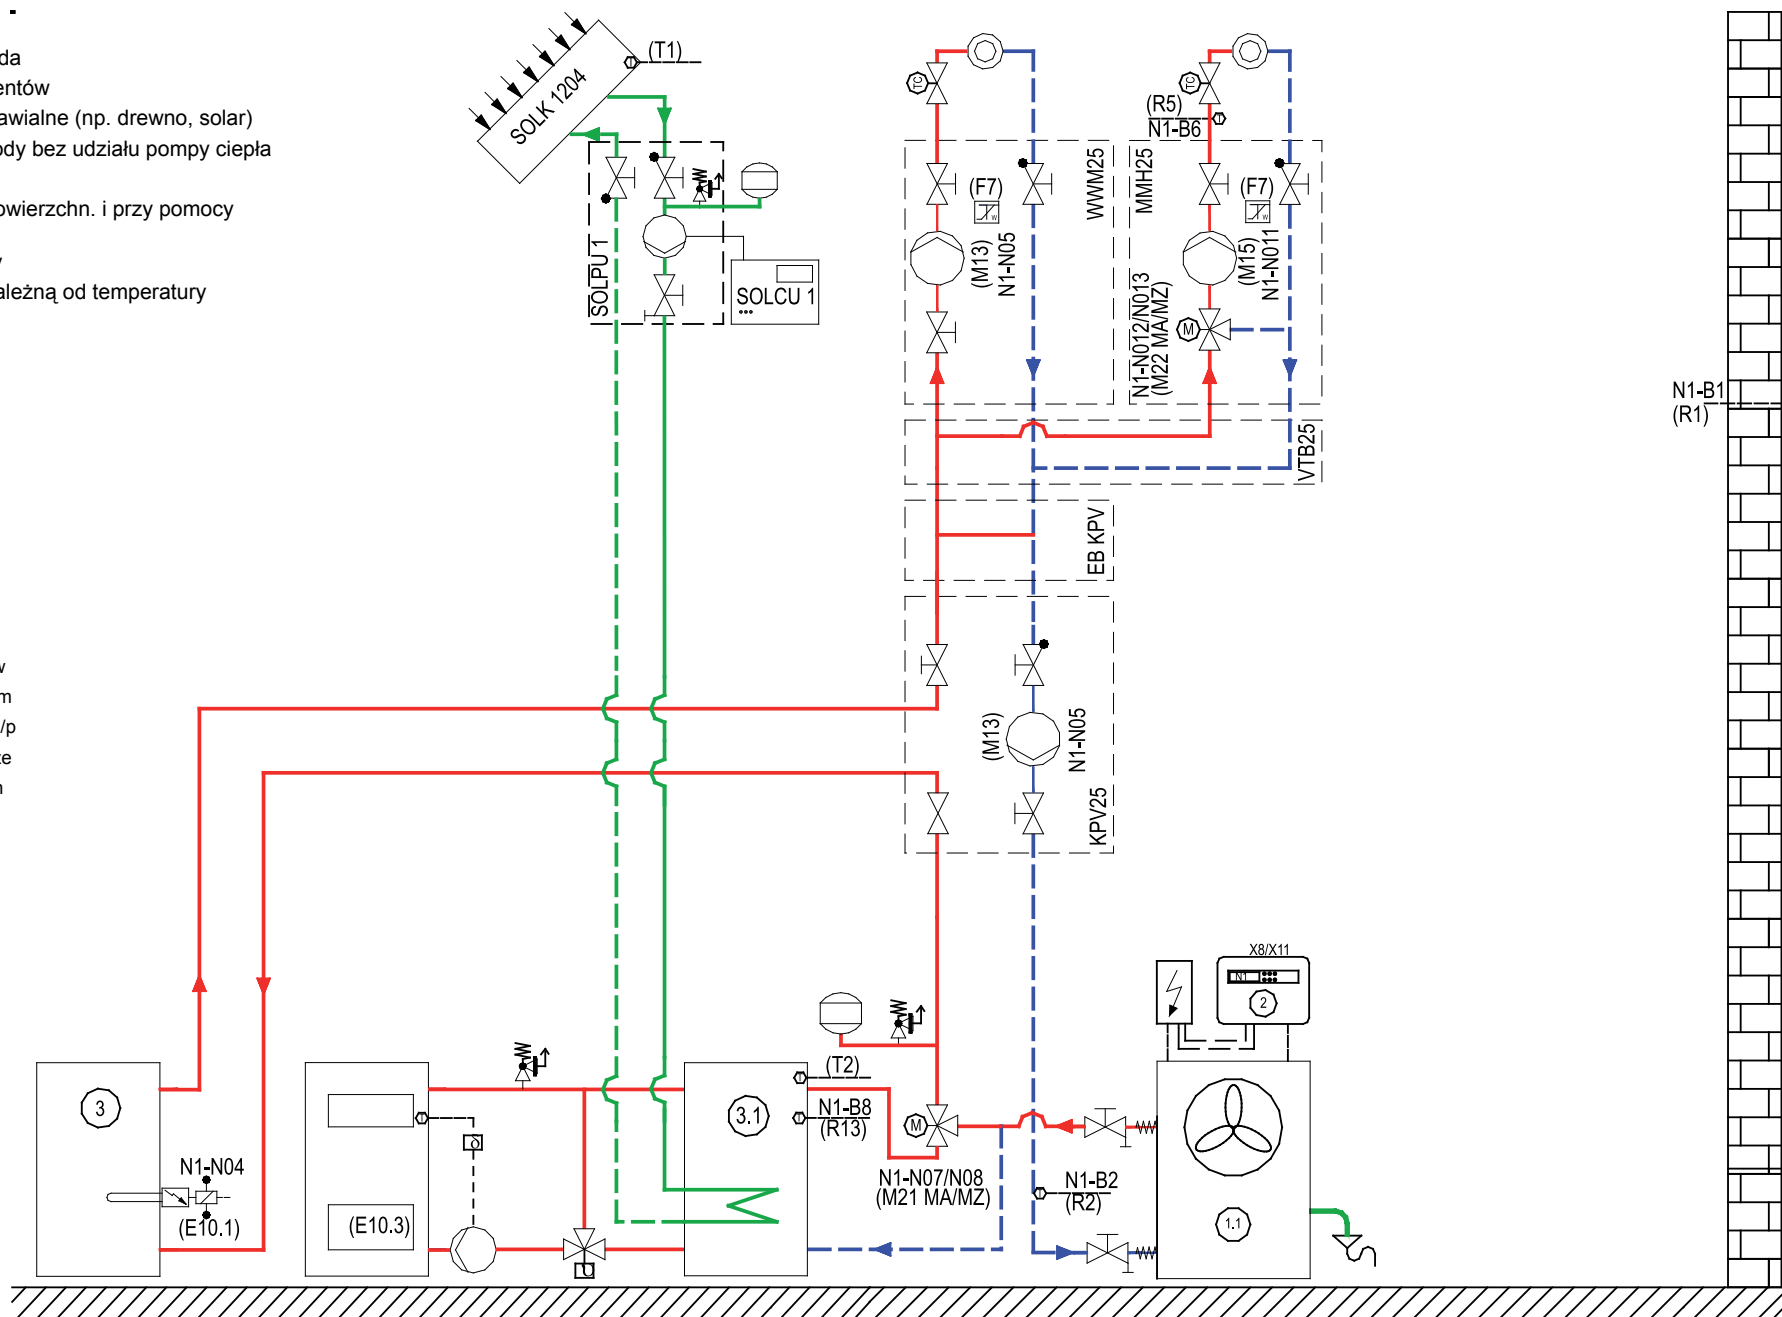 -
da
entów
awialne (np. drewno, solar)
ody bez udziału pompy ciepła
owierzchn. i przy pomocy
ależną od temperatury
w
m
/p
że
n
(T1)
SOLK 1204
SOLPU 1
SOLCU 1
TC
(F7)
WWM25
(M13)
N1-N05
TC
(R5)
N1-B6
MMH25
(F7)
(M15)
N1-N011
N1-N012/N013
(M22 MA/MZ)
M
VTB25
EB KPV
(M13)
N1-N05
KPV25
N1-B1
(R1)
X8/X11
N1
2
3
N1-N04
(E10.1)
(E10.3)
3.1
(T2)
N1-B8
(R13)
M
N1-N07/N08
(M21 MA/MZ)
N1-B2
(R2)
1.1